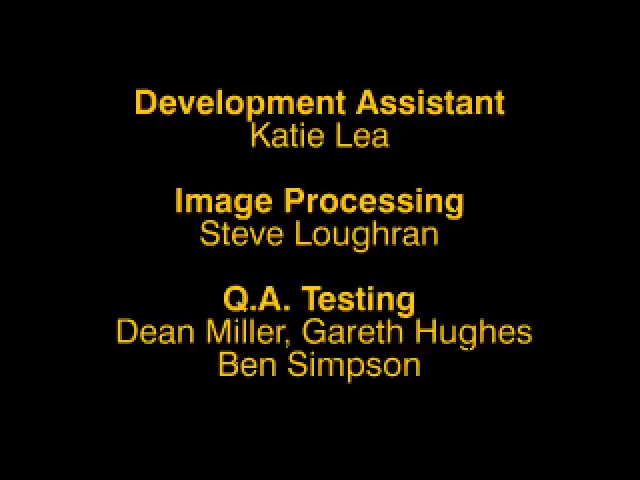 Development Assistant
Katie Lea
Image Processing
Steve Loughran
Q.A. Testing
Dean Miller, Gareth Hughes
Ben Simpson